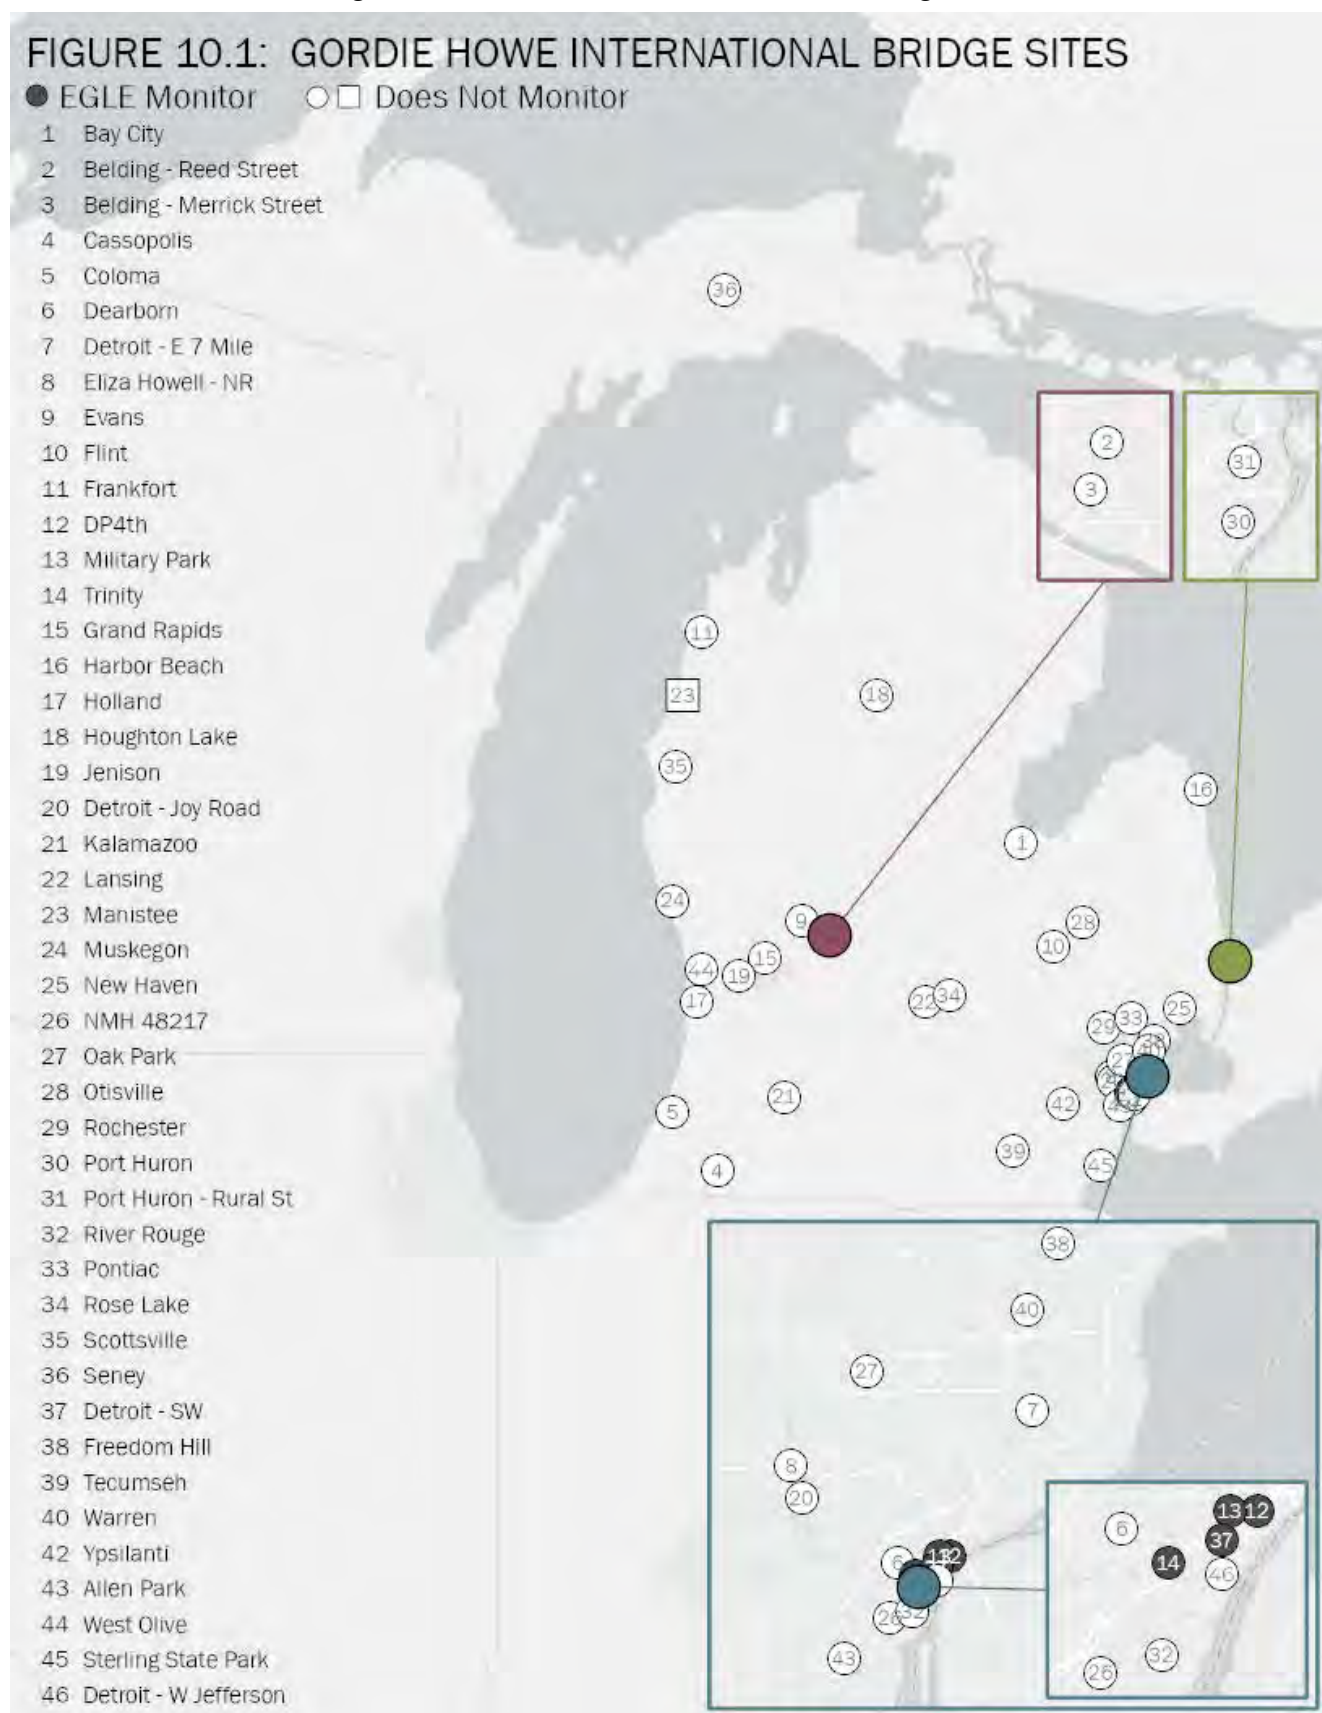 FIGURE 10.1: GORDIE HOWE INTERNATIONAL BRIDGE SITES
EGLE Monitor Does Not Monitor
1 Bay City
2 Belding - Reed Street
3 Belding - Merrick Street
4 Cassopolis
5 Coloma
6 Dearborn
7 Detroit - E 7 Mile
8 Eliza Howell - NR
9 Evans
10 Flint
11 Frankfort
12 DP4th
13 Military Park
14 Trinity
15 Grand Rapids
16 Harbor Beach
17 Holland
18 Houghton Lake
19 Jenison
20 Detroit - Joy Road
21 Kalamazoo
22 Lansing
23 Manistee
24 Muskegon
25 New Haven
26 NMH 48217
27 Oak Park
28 Otisville
29 Rochester
30 Port Huron
31 Port Huron - Rural St
32 River Rouge
33 Pontiac
34 Rose Lake
35 Scottsville
36 Seney
37 Detroit - SW
38 Freedom Hill
39 Tecumseh
40 Warren
42 Ypsilanti
43 Allen Park
44 West Olive
45 Sterling State Park
46 Detroit - W Jefferson
36
2
31
3
30
11
23
18
35
16
1
24
9
28
10
15
44
19
17
22
34
25
33
29
38
40
27
42
21
5
39
45
4
38
40
27
7
8
20
6
13
12
26
32
43
13
12
6
37
14
46
32
26